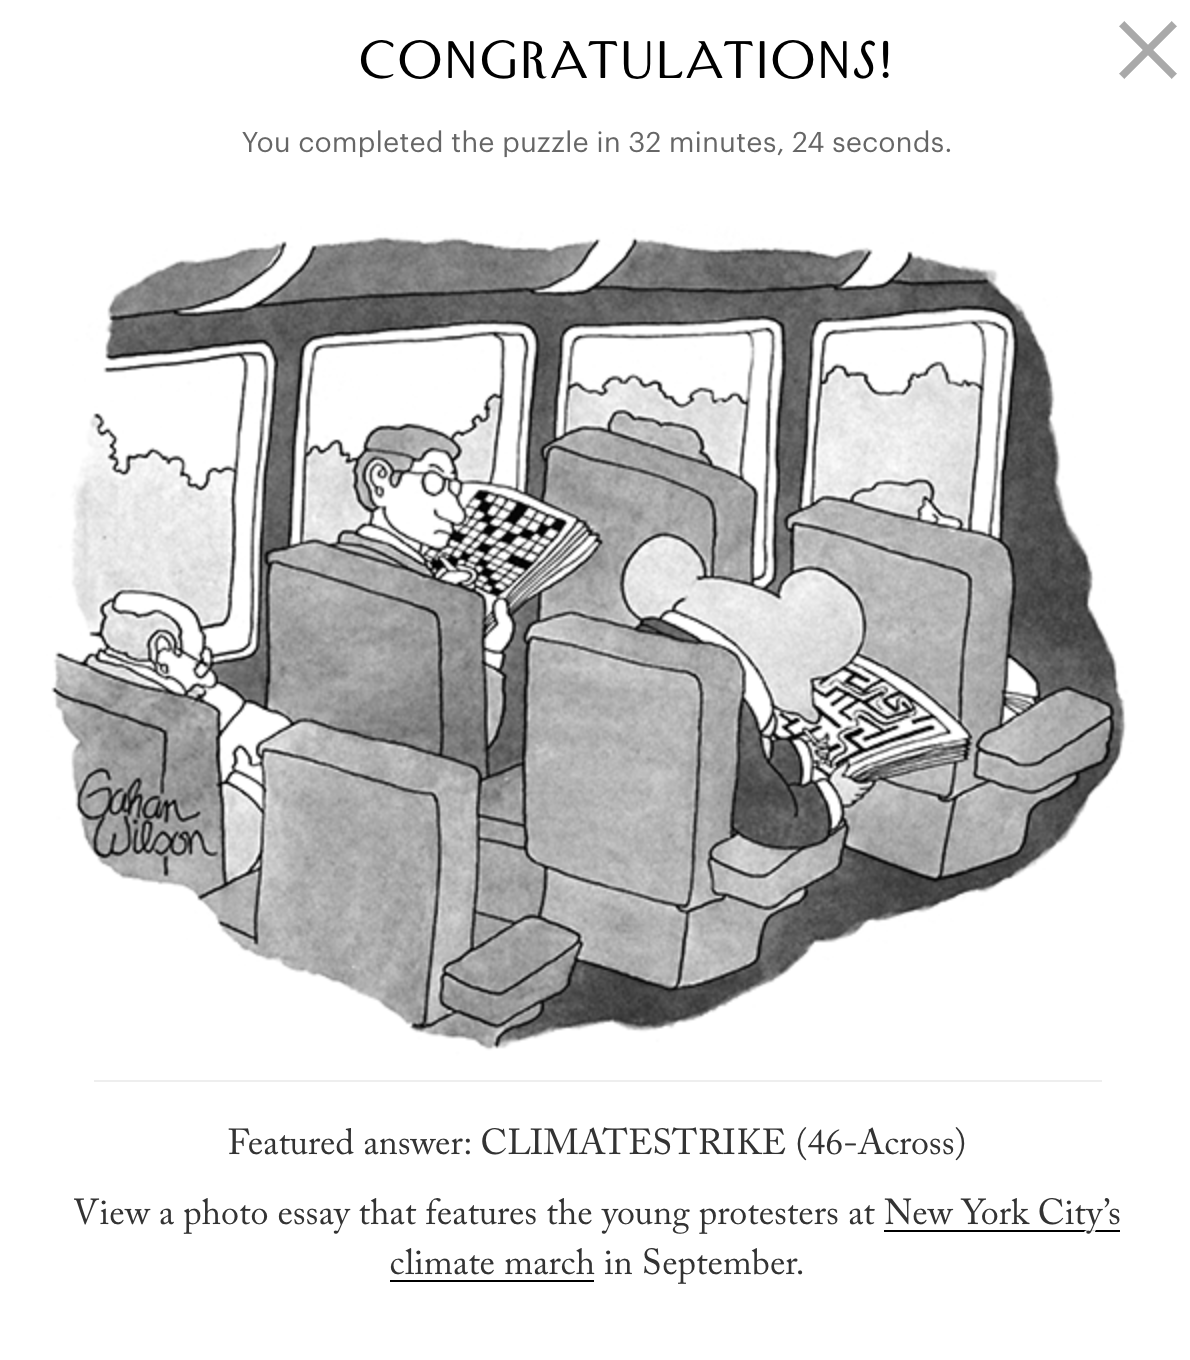 CONGRATULATIONS!
You completed the puzzle in 32 minutes, 24 seconds.
Gahan
Wilson
Featured answer: CLIMATESTRIKE (46-Across)
View a photo essay that features the young protesters at New York City’s
climate march in September.